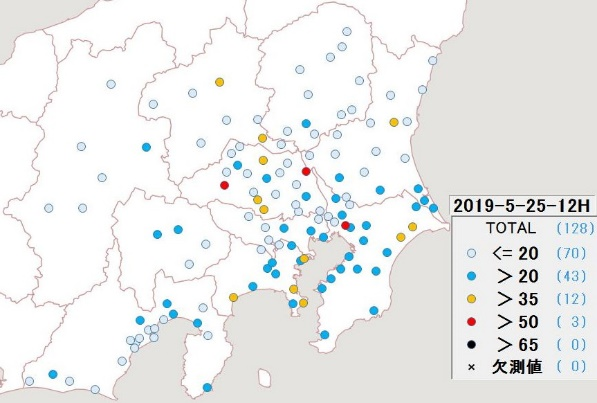 2019-5-25-12H
TOTAL (128)
<= 20 (70)
> 20 (43)
> 35 (12)
> 50 (3)
> 65 (0)
× 欠測値 (0)